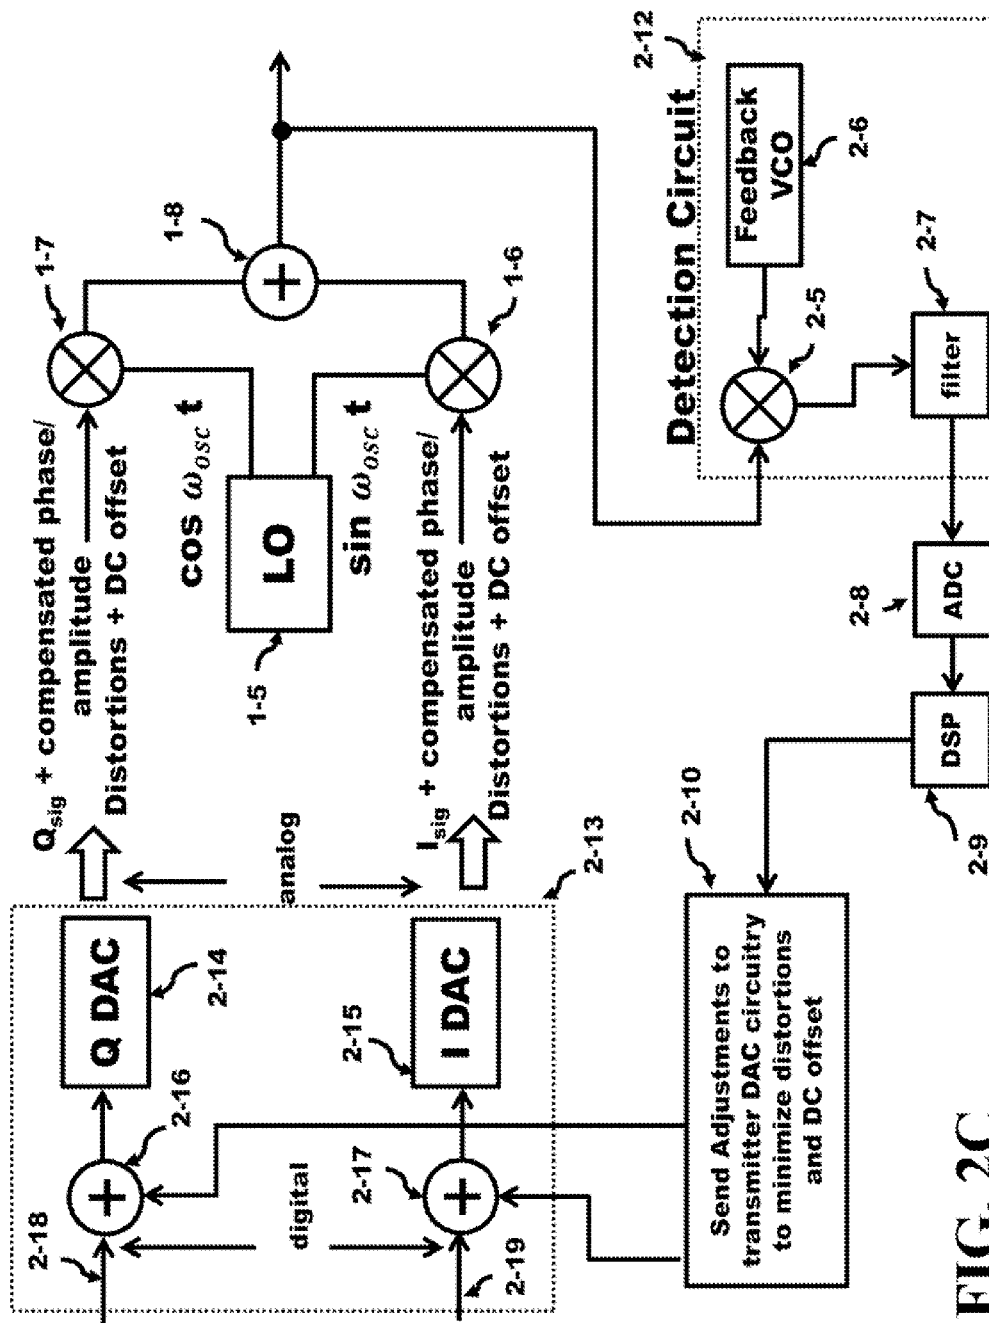 2-18
2-16
Q DAC
2-14
Q_sig + compensated phase/
amplitude
Distortions + DC offset
1-7
1-8
cos ω_osc t
LO
1-5
sin ω_osc t
analog
digital
2-19
2-17
2-15
I DAC
2-13
I_sig + compensated phase/
amplitude
Distortions + DC offset
1-6
Detection Circuit
2-12
Feedback
VCO
2-6
2-5
2-7
filter
2-8
ADC
DSP
2-9
2-10
Send Adjustments to
transmitter DAC circuitry
to minimize distortions
and DC offset
FIG. 2C